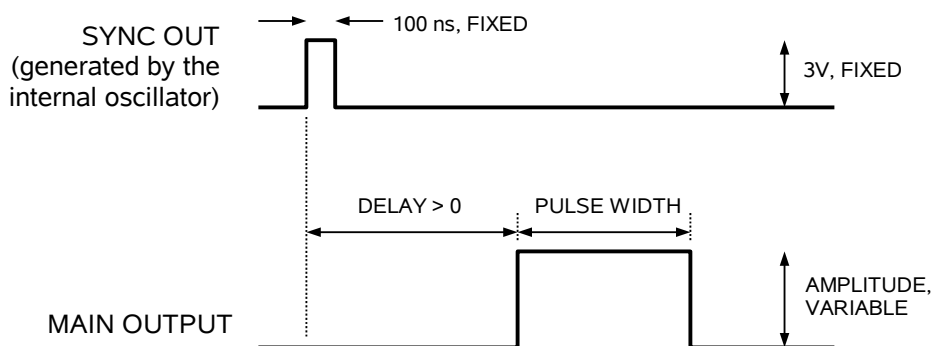 100 ns, FIXED
SYNC OUT
(generated by the
internal oscillator)
3V, FIXED
DELAY > 0
PULSE WIDTH
AMPLITUDE,
VARIABLE
MAIN OUTPUT